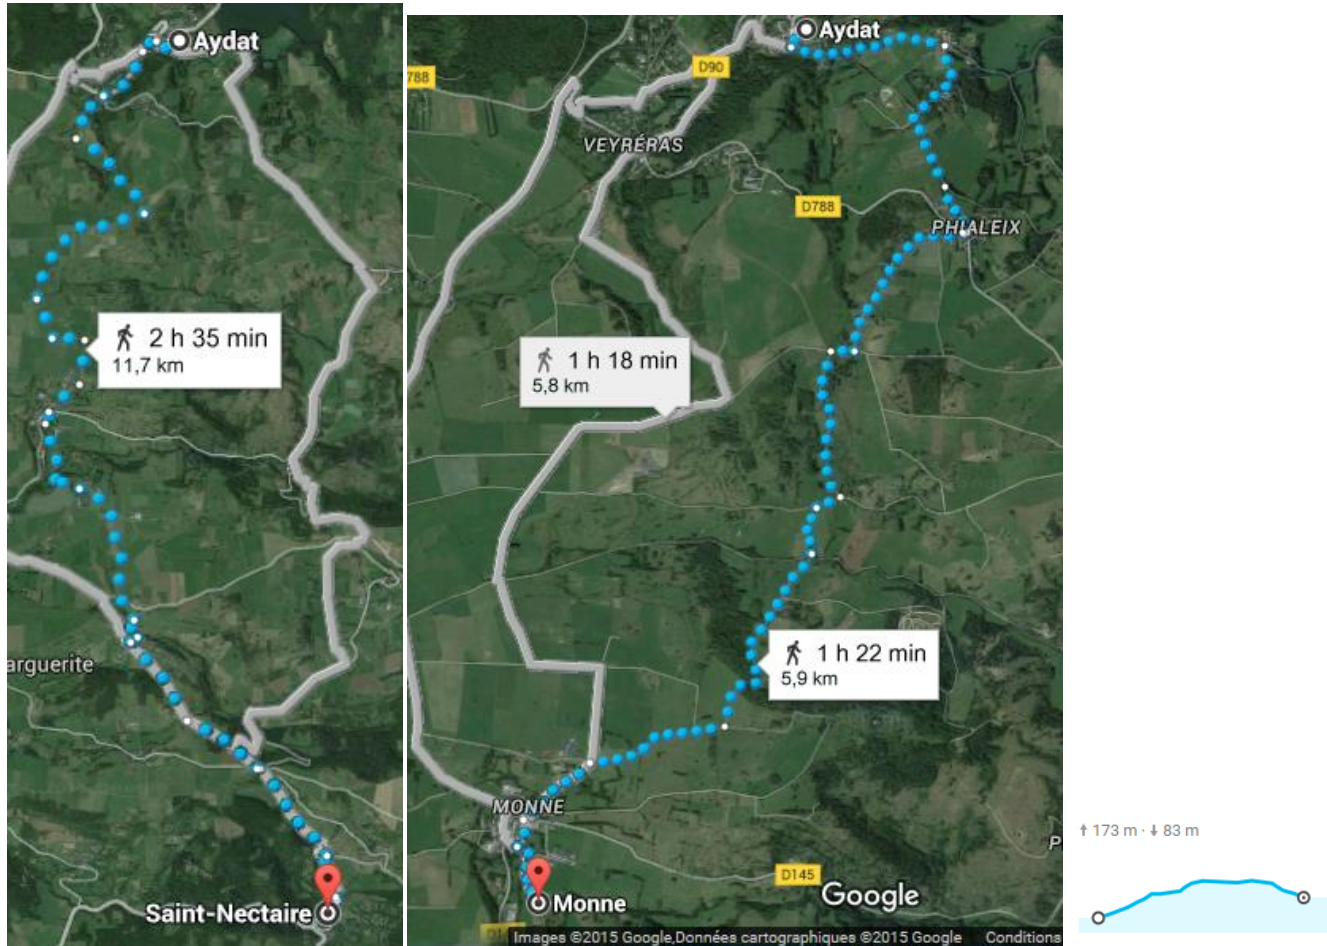 Aydat
2 h 35 min
11,7 km
arguerite
Saint-Nectaire
Aydat
788
D90
VEYRÉRAS
D788
PHIALEIX
1 h 18 min
5,8 km
1 h 22 min
5,9 km
MONNE
P
D145
Google
Monne
Images ©2015 Google,Données cartographiques ©2015 Google Conditions
173 m · 83 m